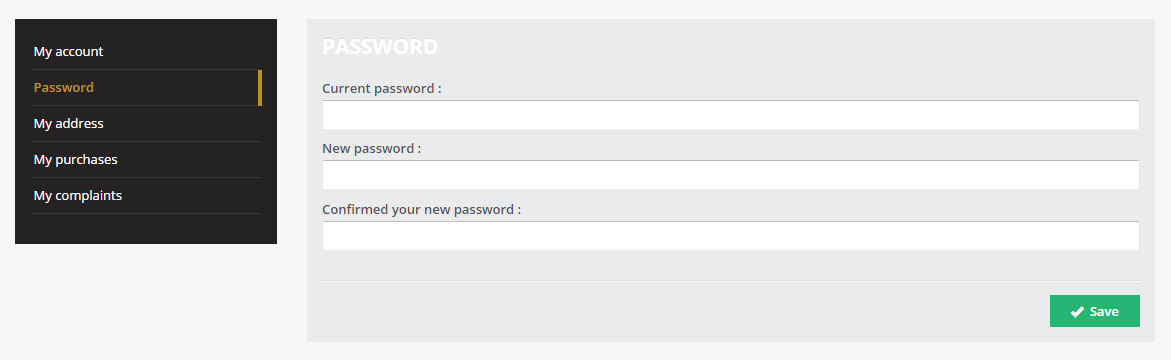 My account
Password
My address
My purchases
My complaints
PASSWORD
Current password :
New password :
Confirmed your new password :
Save